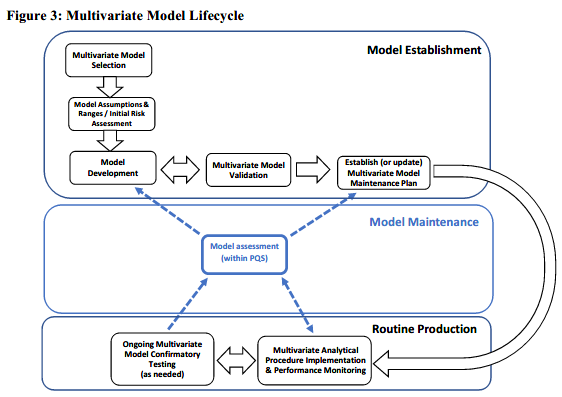 Figure 3: Multivariate Model Lifecycle
Model Establishment
Multivariate Model
Selection
Model Assumptions &
Ranges / Initial Risk
Assessment
Model
Development
Multivariate Model
Validation
Establish (or update)
Multivariate Model
Maintenance Plan
Model Maintenance
Model assessment
(within PQS)
Routine Production
Ongoing Multivariate
Model Confirmatory
Testing
(as needed)
Multivariate Analytical
Procedure Implementation
& Performance Monitoring